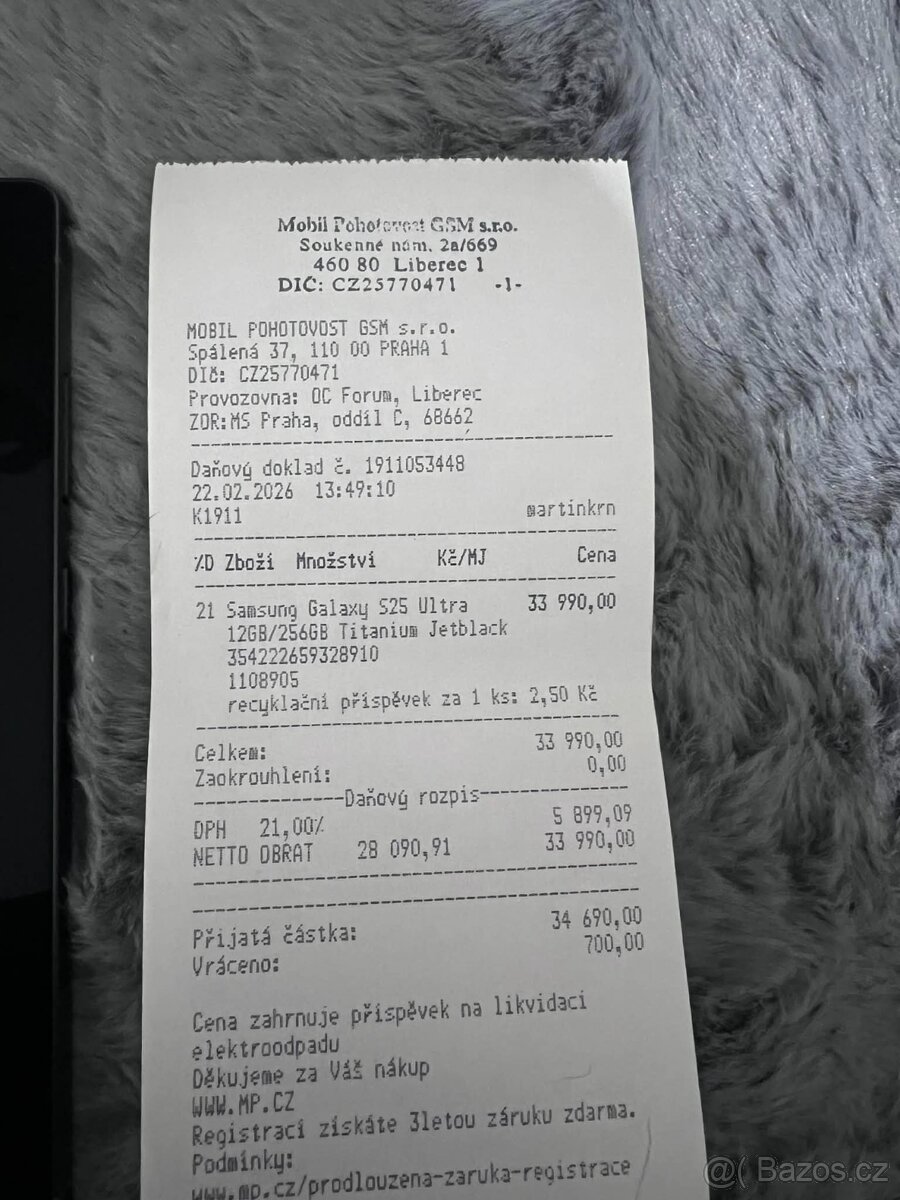 Mobil Pohotovost GSM s.r.o.
Soukenné nám. 2a/669
460 80 Liberec 1
DIČ: CZ25770471 -1-
MOBIL POHOTOVOST GSM s.r.o.
Spálená 37, 110 00 PRAHA 1
DIČ: CZ25770471
Provozovna: OC Forum, Liberec
ZOR:MS Praha, oddíl C, 68662
Daňový doklad č. 1911053448
22.02.2026 13:49:10
K1911 martinkrn
%D Zboží Množství Kč/MJ Cena
21 Samsung Galaxy S25 Ultra 33 990,00
12GB/256GB Titanium Jetblack
354222659328910
1108905
recyklační příspěvek za 1 ks: 2,50 Kč
Celkem: 33 990,00
Zaokrouhlení: 0,00
---------------Daňový rozpis---------------
DPH 21,00% 5 899,09
NETTO OBRAT 28 090,91 33 990,00
Přijatá částka: 34 690,00
Vráceno: 700,00
Cena zahrnuje příspěvek na likvidaci
elektroodpadu
Děkujeme za Váš nákup
WWW.MP.CZ
Registrací získáte 3letou záruku zdarma.
Podmínky:
www.mp.cz/prodlouzena-zaruka-registrace
@( Bazos.cz